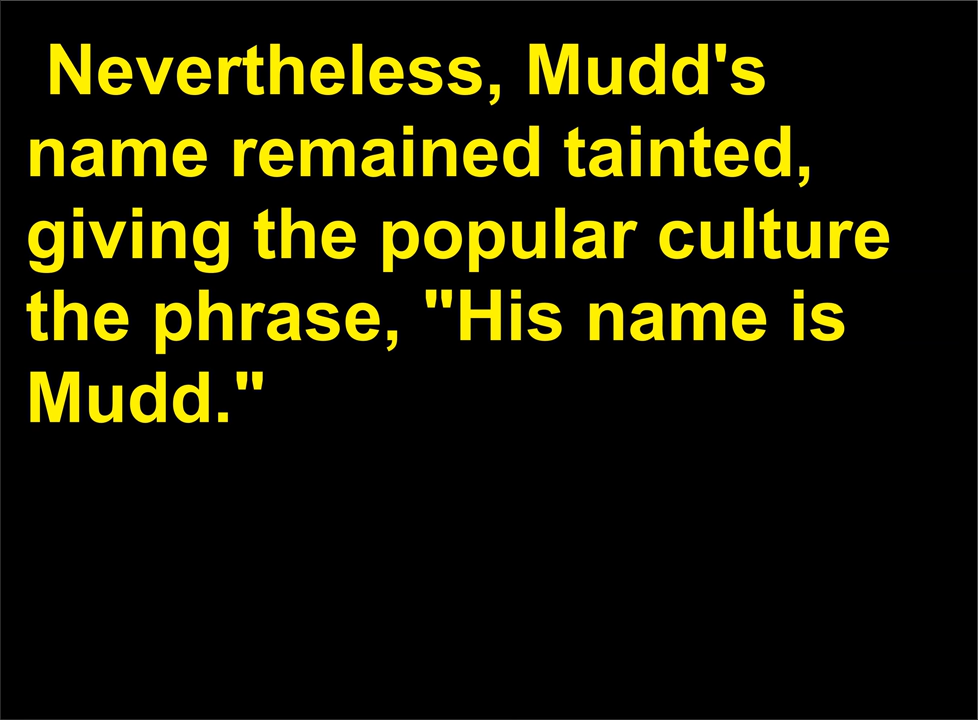 Nevertheless, Mudd's
name remained tainted,
giving the popular culture
the phrase, "His name is
Mudd."